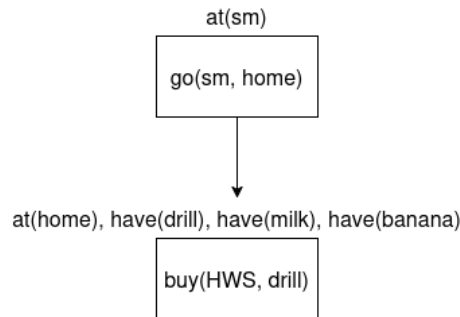 at(sm)
go(sm, home)
at(home), have(drill), have(milk), have(banana)
buy(HWS, drill)